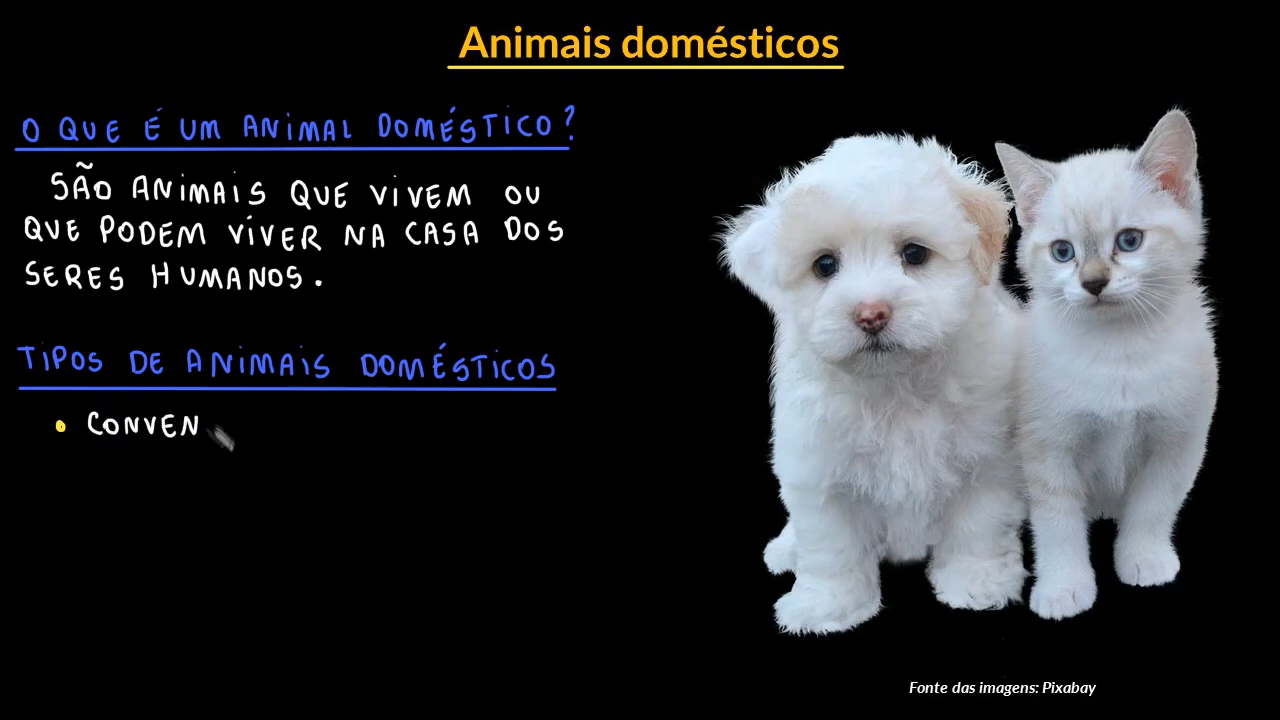 Animais domésticos
O QUE É UM ANIMAL DOMÉSTICO?
SÃO ANIMAIS QUE VIVEM OU
QUE PODEM VIVER NA CASA DOS
SERES HUMANOS.
TIPOS DE ANIMAIS DOMÉSTICOS
• CONVEN
Fonte das imagens: Pixabay